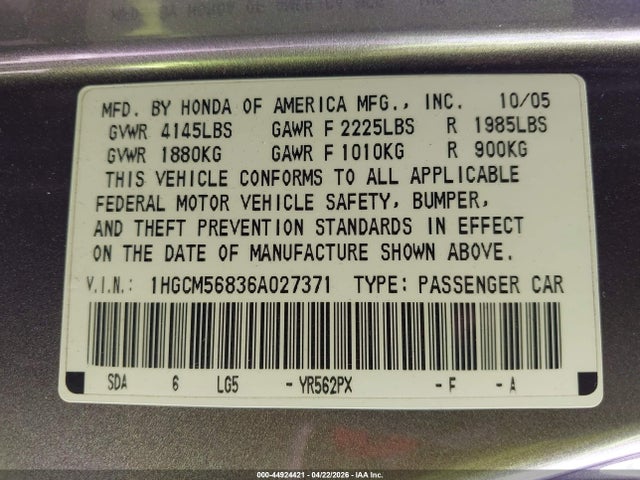 MFD. BY HONDA OF AMERICA MFG., INC. 10/05
GVWR 4145LBS GAWR F 2225LBS R 1985LBS
GVWR 1880KG GAWR F 1010KG R 900KG
THIS VEHICLE CONFORMS TO ALL APPLICABLE
FEDERAL MOTOR VEHICLE SAFETY, BUMPER,
AND THEFT PREVENTION STANDARDS IN EFFECT
ON THE DATE OF MANUFACTURE SHOWN ABOVE.
V.I.N.: 1HGCM56836A027371 TYPE: PASSENGER CAR
SDA 6 LG5 - YR562PX - F - A
000-44924421 - 04/22/2026 - IAA Inc.